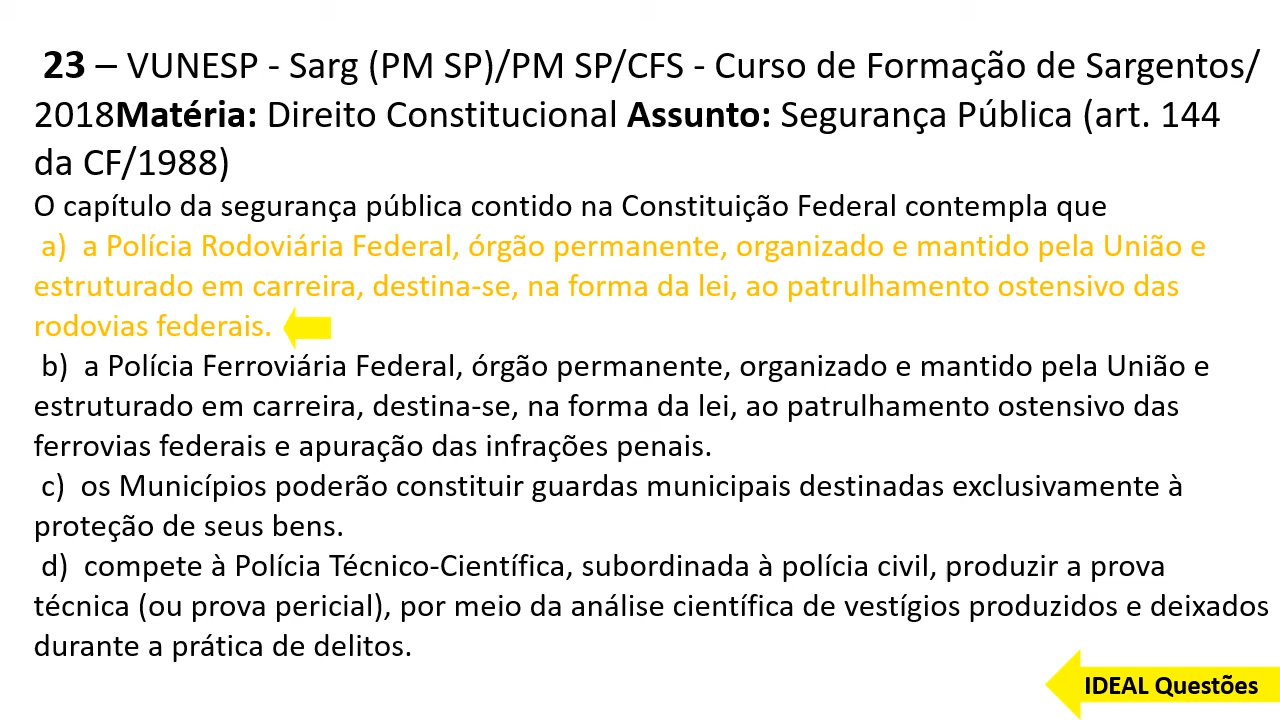 23 – VUNESP - Sarg (PM SP)/PM SP/CFS - Curso de Formação de Sargentos/
2018Matéria: Direito Constitucional Assunto: Segurança Pública (art. 144
da CF/1988)
O capítulo da segurança pública contido na Constituição Federal contempla que
a) a Polícia Rodoviária Federal, órgão permanente, organizado e mantido pela União e
estruturado em carreira, destina-se, na forma da lei, ao patrulhamento ostensivo das
rodovias federais.
b) a Polícia Ferroviária Federal, órgão permanente, organizado e mantido pela União e
estruturado em carreira, destina-se, na forma da lei, ao patrulhamento ostensivo das
ferrovias federais e apuração das infrações penais.
c) os Municípios poderão constituir guardas municipais destinadas exclusivamente à
proteção de seus bens.
d) compete à Polícia Técnico-Científica, subordinada à polícia civil, produzir a prova
técnica (ou prova pericial), por meio da análise científica de vestígios produzidos e deixados
durante a prática de delitos.
IDEAL Questões